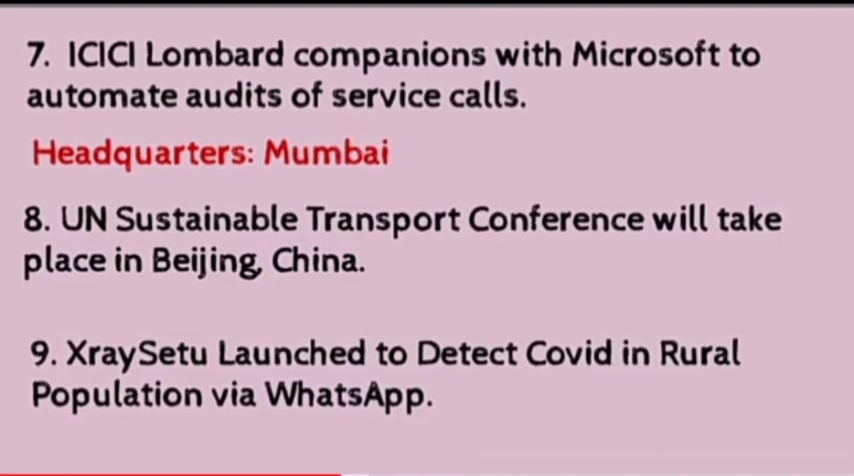 7. ICICI Lombard companions with Microsoft to
automate audits of service calls.
Headquarters: Mumbai
8. UN Sustainable Transport Conference will take
place in Beijing, China.
9. XraySetu Launched to Detect Covid in Rural
Population via WhatsApp.